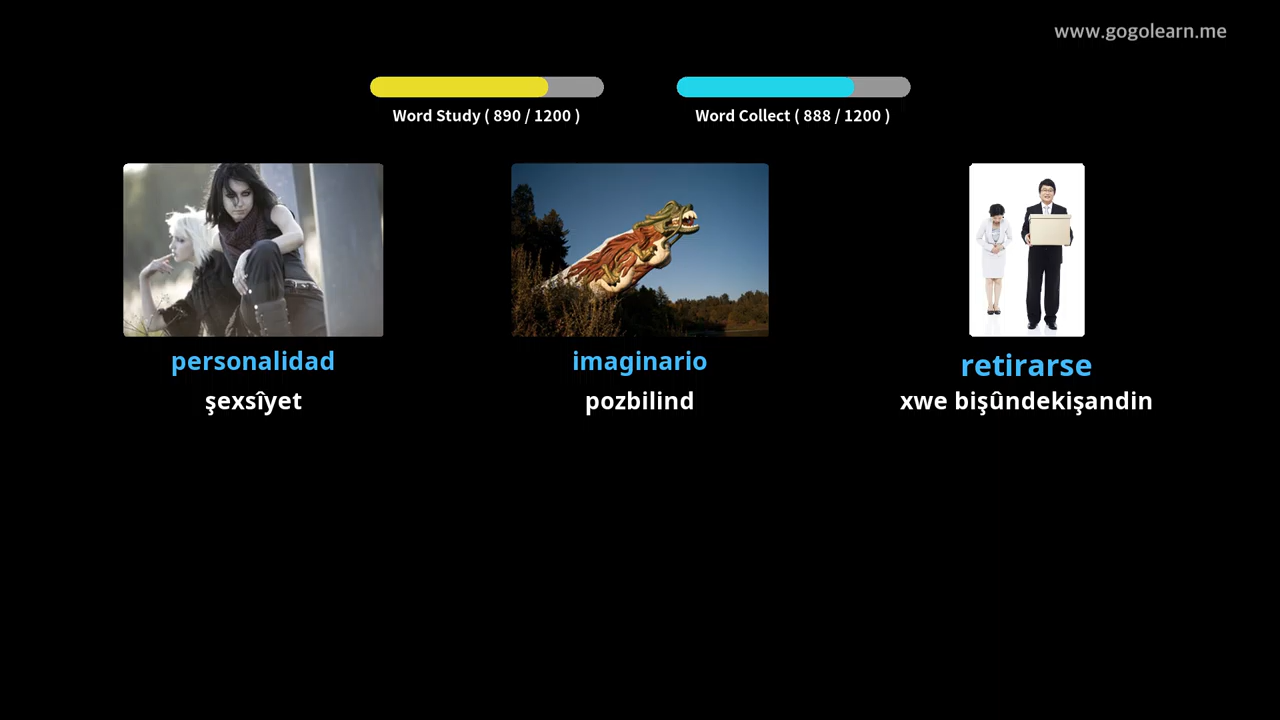 www.gogolearn.me
Word Study ( 890 / 1200 )
Word Collect ( 888 / 1200 )
personalidad
şexsîyet
imaginario
pozbilind
retirarse
xwe bişûndekişandin